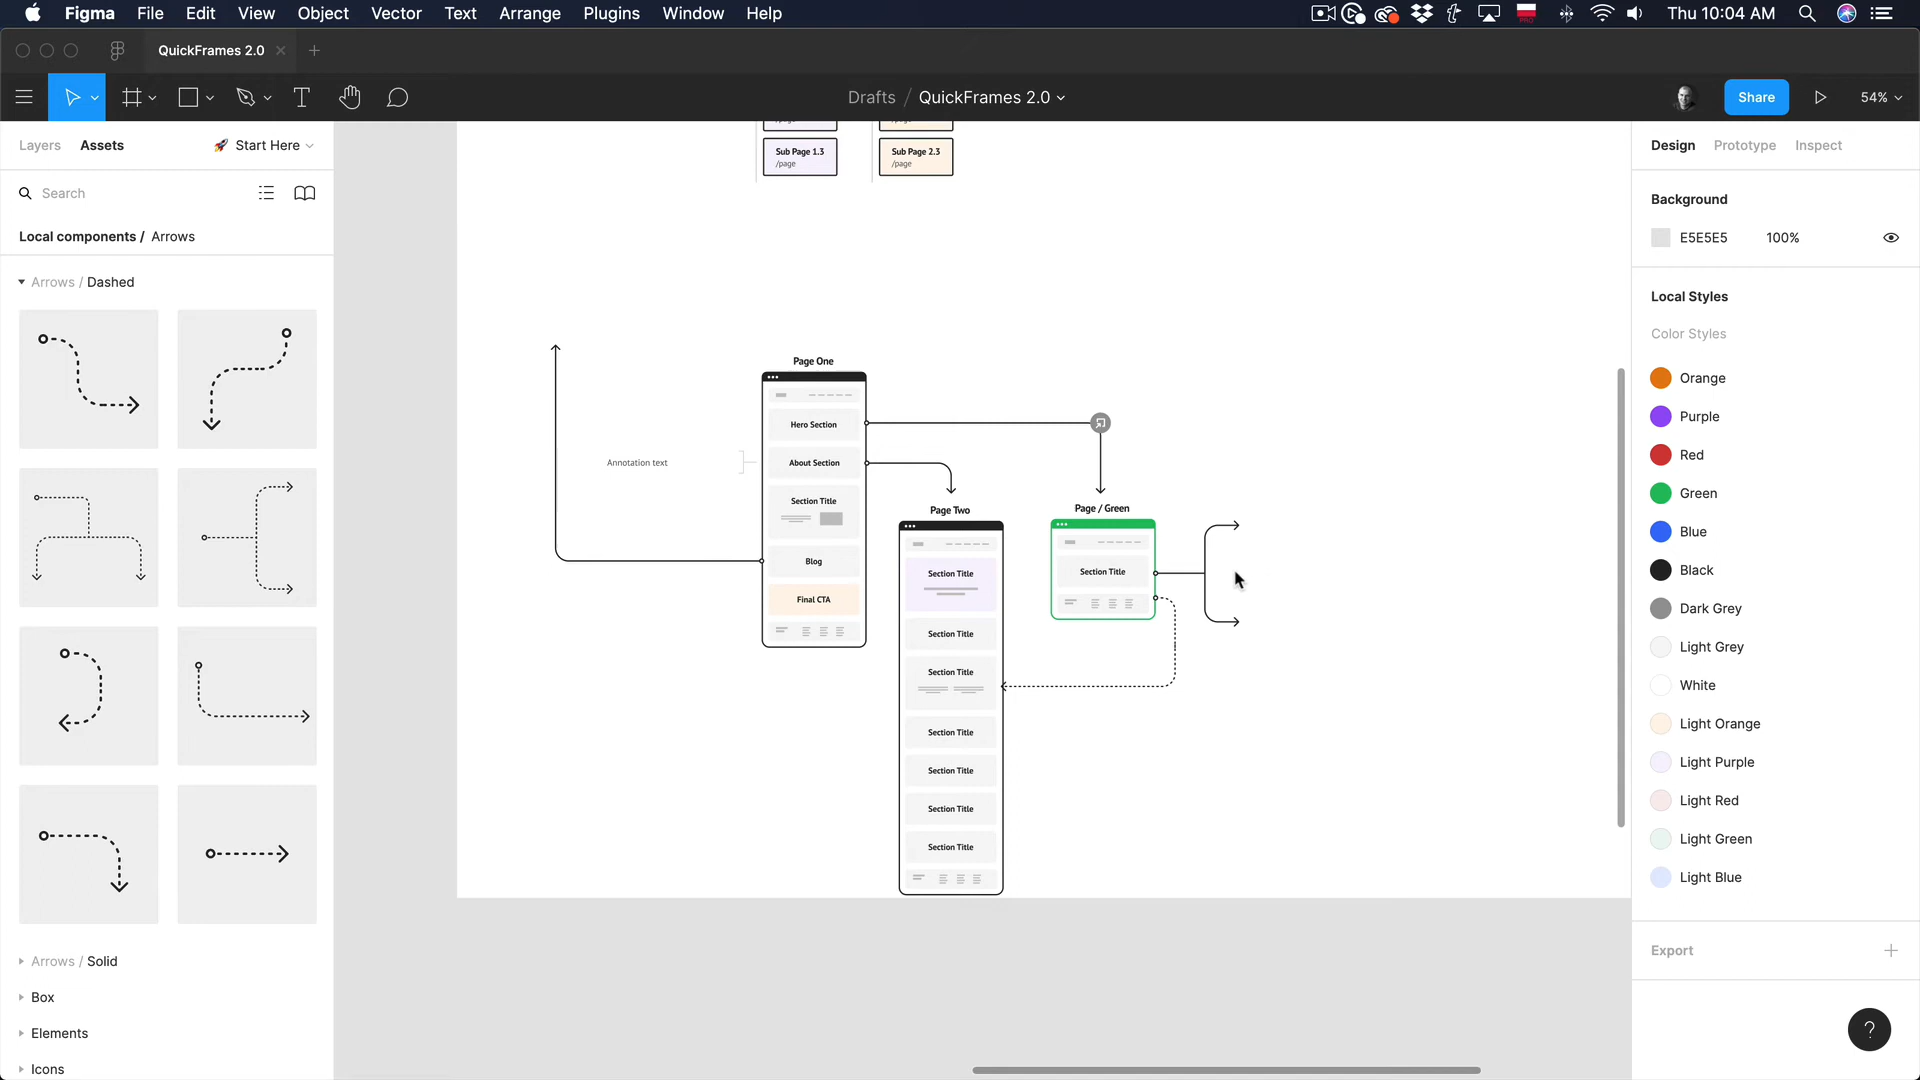 Figma File Edit View Object Vector Text Arrange Plugins Window Help
Thu 10:04 AM
QuickFrames 2.0
Drafts / QuickFrames 2.0
Share
54%
Layers Assets
Start Here
Search
Local components / Arrows
Arrows / Dashed
Arrows / Solid
Box
Elements
Icons
Sub Page 1.3
/page
Sub Page 2.3
/page
Page One
Hero Section
About Section
Section Title
Blog
Final CTA
Annotation text
Page Two
Section Title
Section Title
Section Title
Section Title
Section Title
Section Title
Section Title
Page / Green
Section Title
Design Prototype Inspect
Background
E5E5E5 100%
Local Styles
Color Styles
Orange
Purple
Red
Green
Blue
Black
Dark Grey
Light Grey
White
Light Orange
Light Purple
Light Red
Light Green
Light Blue
Export
?